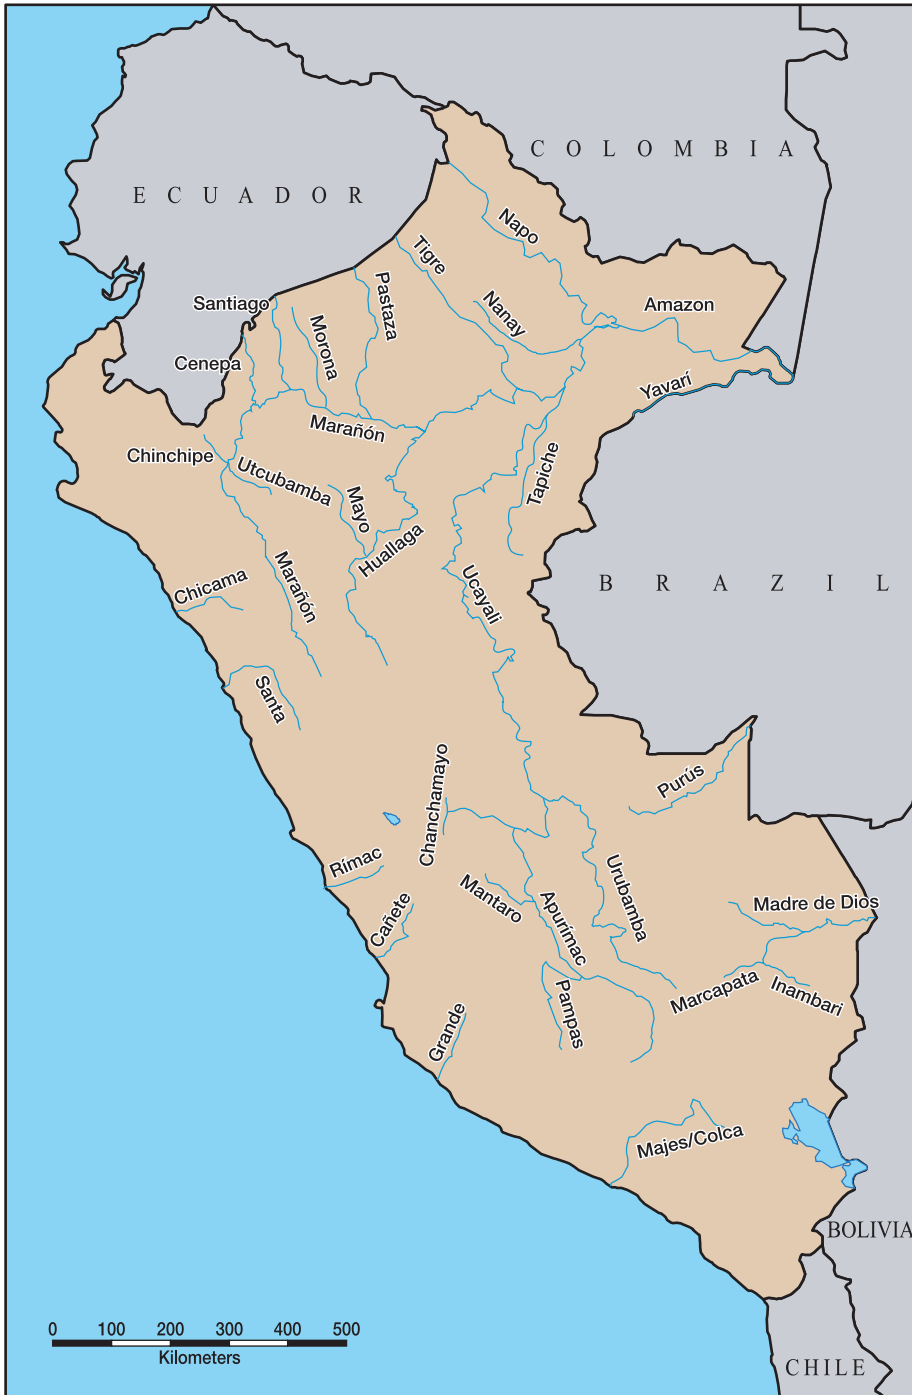 COLOMBIA
ECUADOR
Napo
Tigre
Santiago
Pastaza
Nanay
Amazon
Morona
Cenepa
Yavarí
Marañón
Chinchipe
Utcubamba
Mayo
Tapiche
Huallaga
Marañón
Chicama
Ucayali
BRAZIL
Santa
Purús
Chanchamayo
Rímac
Mantaro
Urubamba
Cañete
Apurímac
Madre de Dios
Marcapata
Inambari
Pampas
Grande
Majes/Colca
BOLIVIA
0 100 200 300 400 500
Kilometers
CHILE